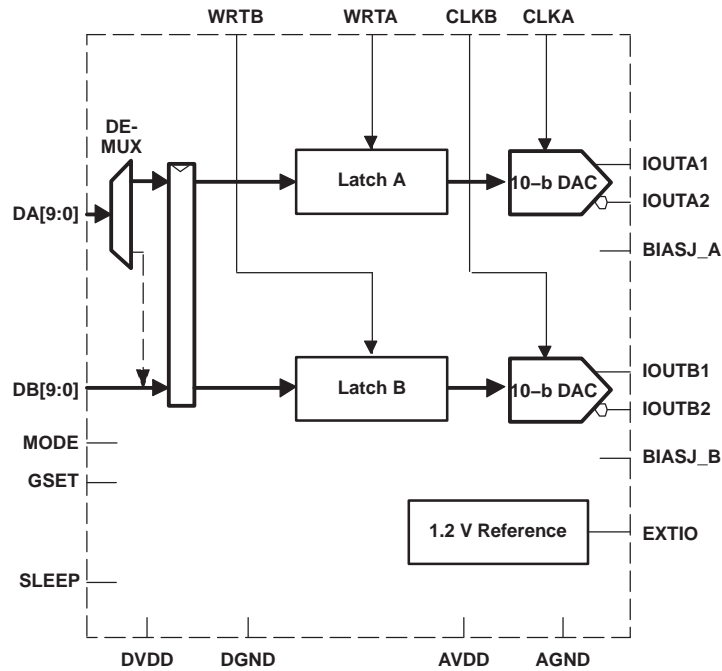 WRTB WRTA CLKB CLKA
DE-
MUX
IOUTA1
Latch A
10–b DAC
IOUTA2
DA[9:0]
BIASJ_A
IOUTB1
DB[9:0]
Latch B
10–b DAC
IOUTB2
MODE
BIASJ_B
GSET
1.2 V Reference
EXTIO
SLEEP
DVDD DGND AVDD AGND